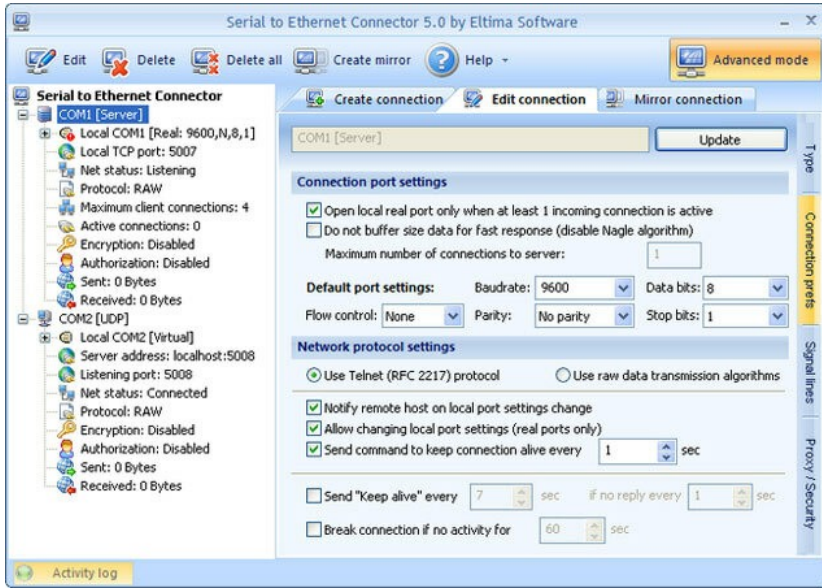 Serial to Ethernet Connector 5.0 by Eltima Software
Edit Delete Delete all Create mirror Help Advanced mode
Serial to Ethernet Connector
COM1 [Server]
Local COM1 [Real: 9600,N,8,1]
Local TCP port: 5007
Net status: Listening
Protocol: RAW
Maximum client connections: 4
Active connections: 0
Encryption: Disabled
Authorization: Disabled
Sent: 0 Bytes
Received: 0 Bytes
COM2 [UDP]
Local COM2 [Virtual]
Server address: localhost:5008
Listening port: 5008
Net status: Connected
Protocol: RAW
Encryption: Disabled
Authorization: Disabled
Sent: 0 Bytes
Received: 0 Bytes
Create connection Edit connection Mirror connection
COM1 [Server] Update
Connection port settings
Open local real port only when at least 1 incoming connection is active
Do not buffer size data for fast response (disable Nagle algorithm)
Maximum number of connections to server: 1
Default port settings: Baudrate: 9600 Data bits: 8
Flow control: None Parity: No parity Stop bits: 1
Network protocol settings
Use Telnet (RFC 2217) protocol Use raw data transmission algorithms
Notify remote host on local port settings change
Allow changing local port settings (real ports only)
Send command to keep connection alive every 1 sec
Send "Keep alive" every 7 sec if no reply every 1 sec
Break connection if no activity for 60 sec
Type
Connection prefs
Signal lines
Proxy / Security
Activity log